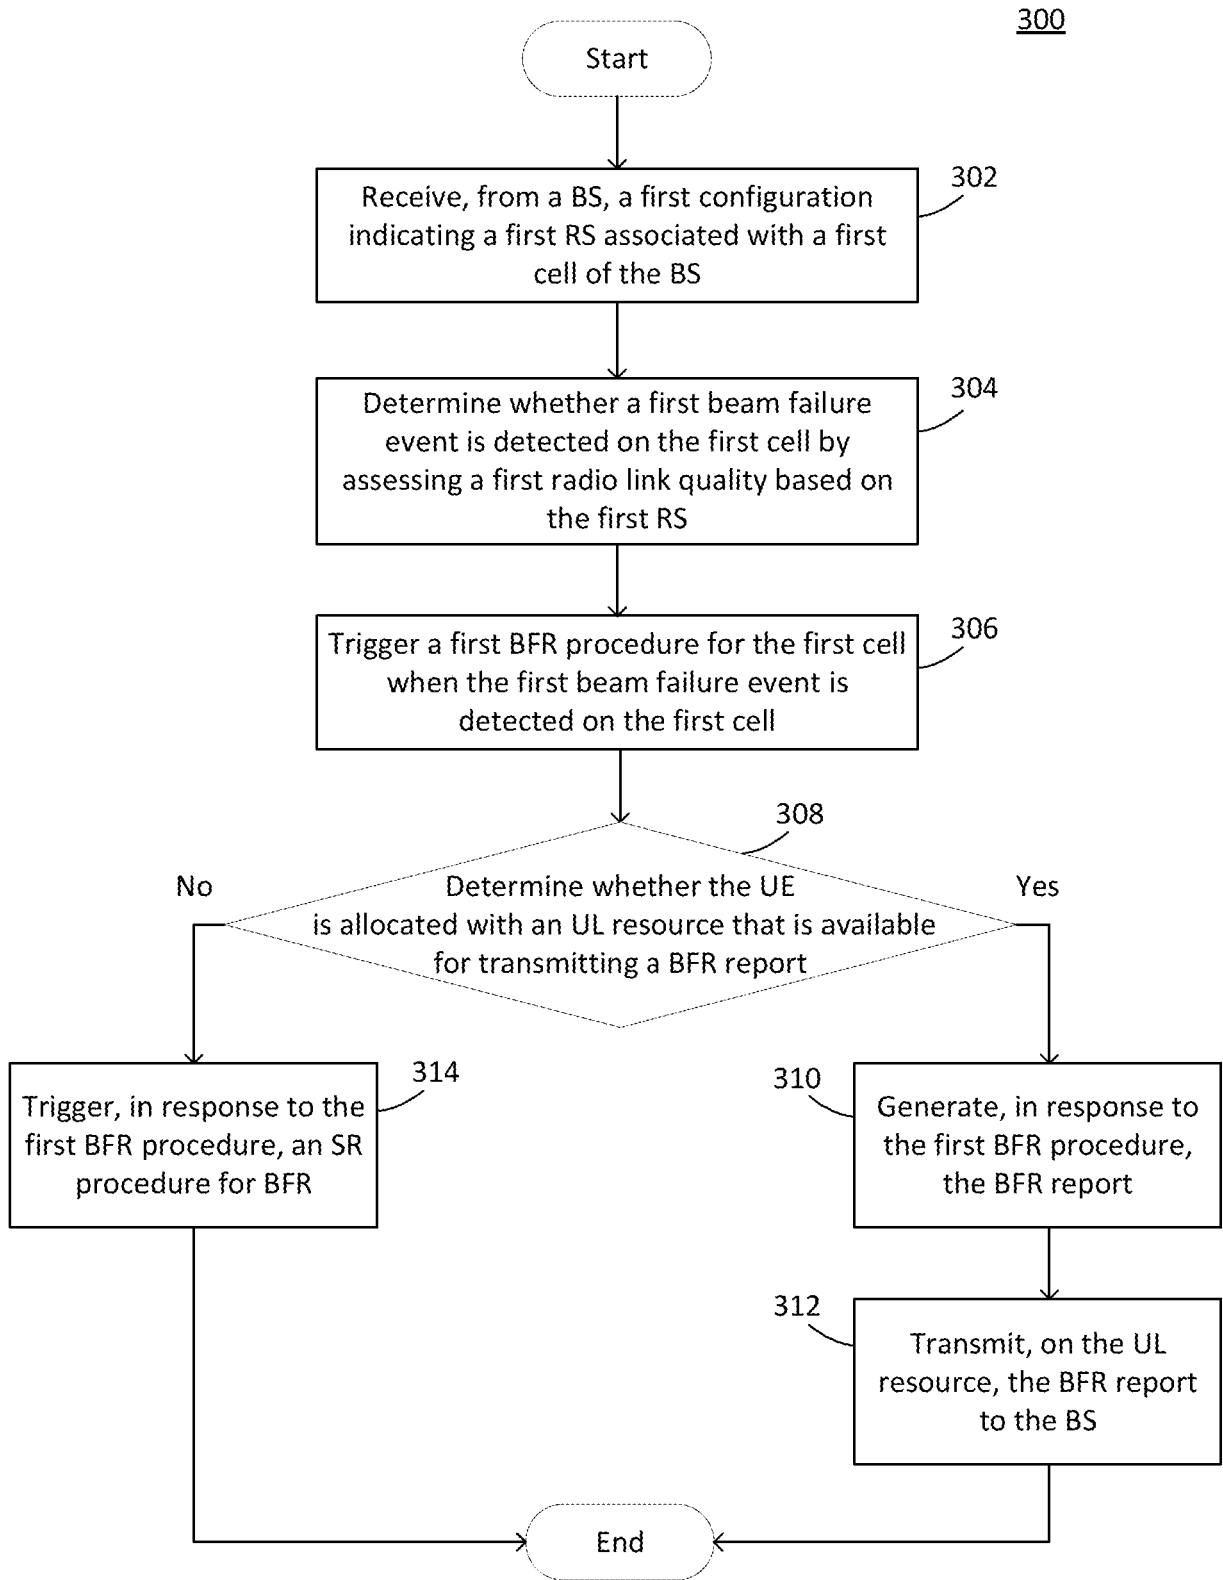 300
Start
302
Receive, from a BS, a first configuration
indicating a first RS associated with a first
cell of the BS
304
Determine whether a first beam failure
event is detected on the first cell by
assessing a first radio link quality based on
the first RS
306
Trigger a first BFR procedure for the first cell
when the first beam failure event is
detected on the first cell
308
No
Yes
Determine whether the UE
is allocated with an UL resource that is available
for transmitting a BFR report
314
Trigger, in response to the
first BFR procedure, an SR
procedure for BFR
310
Generate, in response to
the first BFR procedure,
the BFR report
312
Transmit, on the UL
resource, the BFR report
to the BS
End